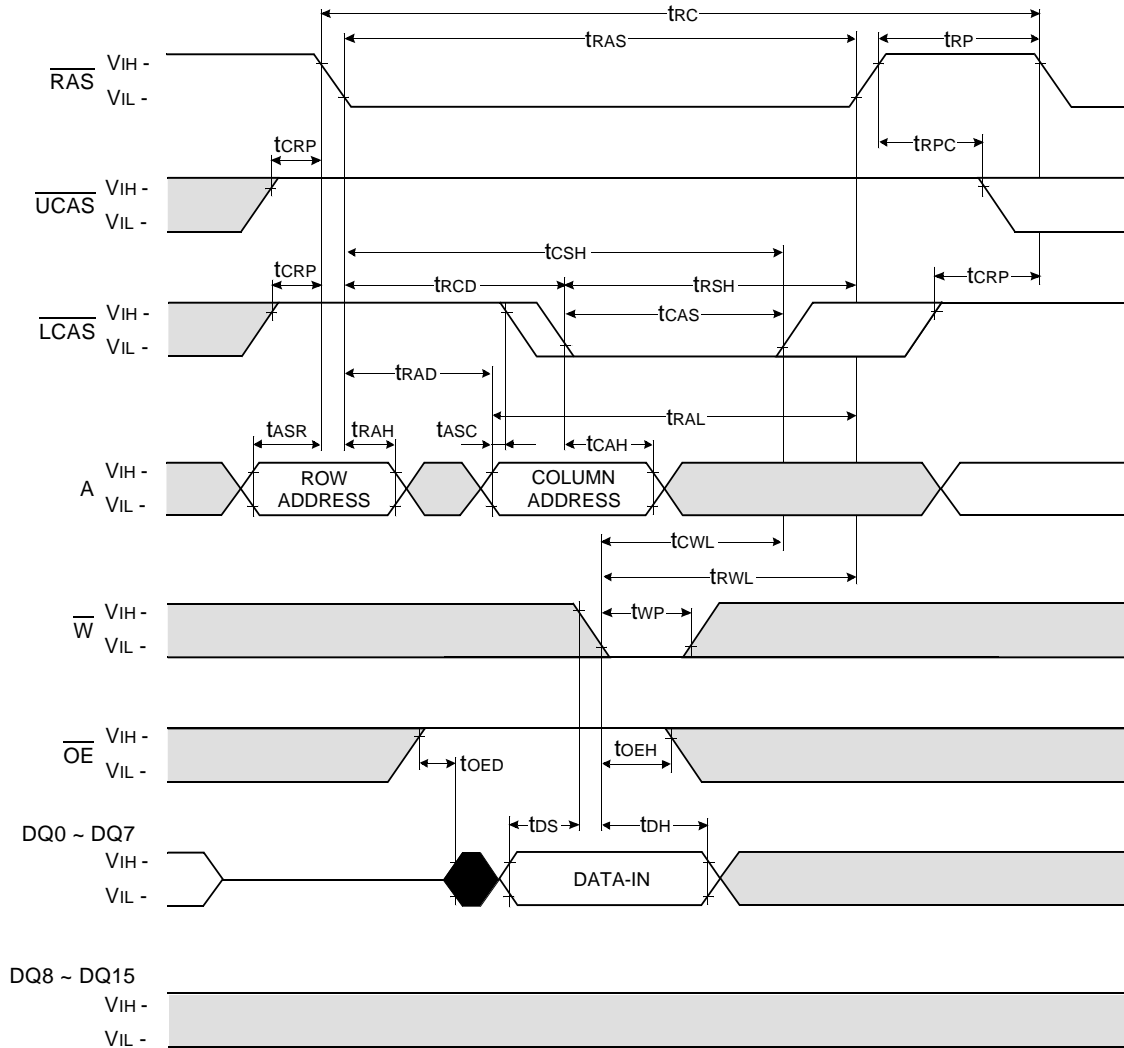 tRC
tRAS
tRP
RAS
VIH -
VIL -
tCRP
tRPC
UCAS
VIH -
VIL -
tCSH
tCRP
tRCD
tRSH
tCRP
LCAS
VIH -
VIL -
tCAS
tRAD
tRAL
tASR
tRAH
tASC
tCAH
A
VIH -
VIL -
ROW
ADDRESS
COLUMN
ADDRESS
tCWL
tRWL
W
VIH -
VIL -
tWP
OE
VIH -
VIL -
tOED
tOEH
tDS
tDH
DQ0 ~ DQ7
VIH -
VIL -
DATA-IN
DQ8 ~ DQ15
VIH -
VIL -